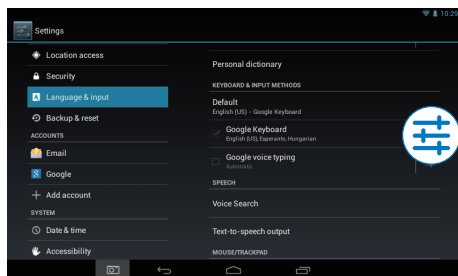 10:29
Settings
Location access
Security
Language & input
Backup & reset
ACCOUNTS
Email
Google
Add account
SYSTEM
Date & time
Accessibility
Personal dictionary
KEYBOARD & INPUT METHODS
Default
English (US) - Google Keyboard
Google Keyboard
English (US), Esperanto, Hungarian
Google voice typing
Automatic
SPEECH
Voice Search
Text-to-speech output
MOUSE/TRACKPAD